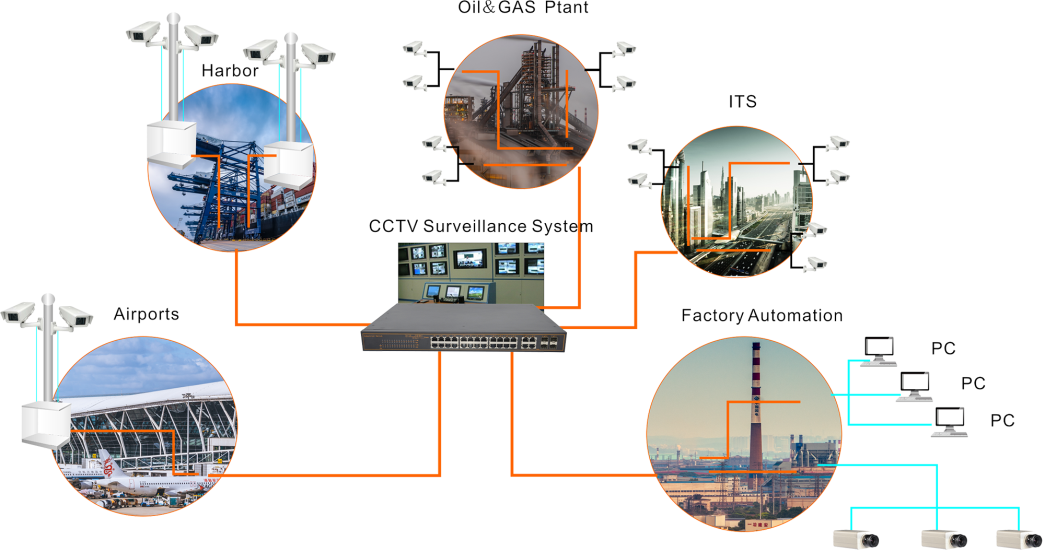 Oil&GAS Ptant
Harbor
ITS
CCTV Surveillance System
Airports
Factory Automation
PC
PC
PC